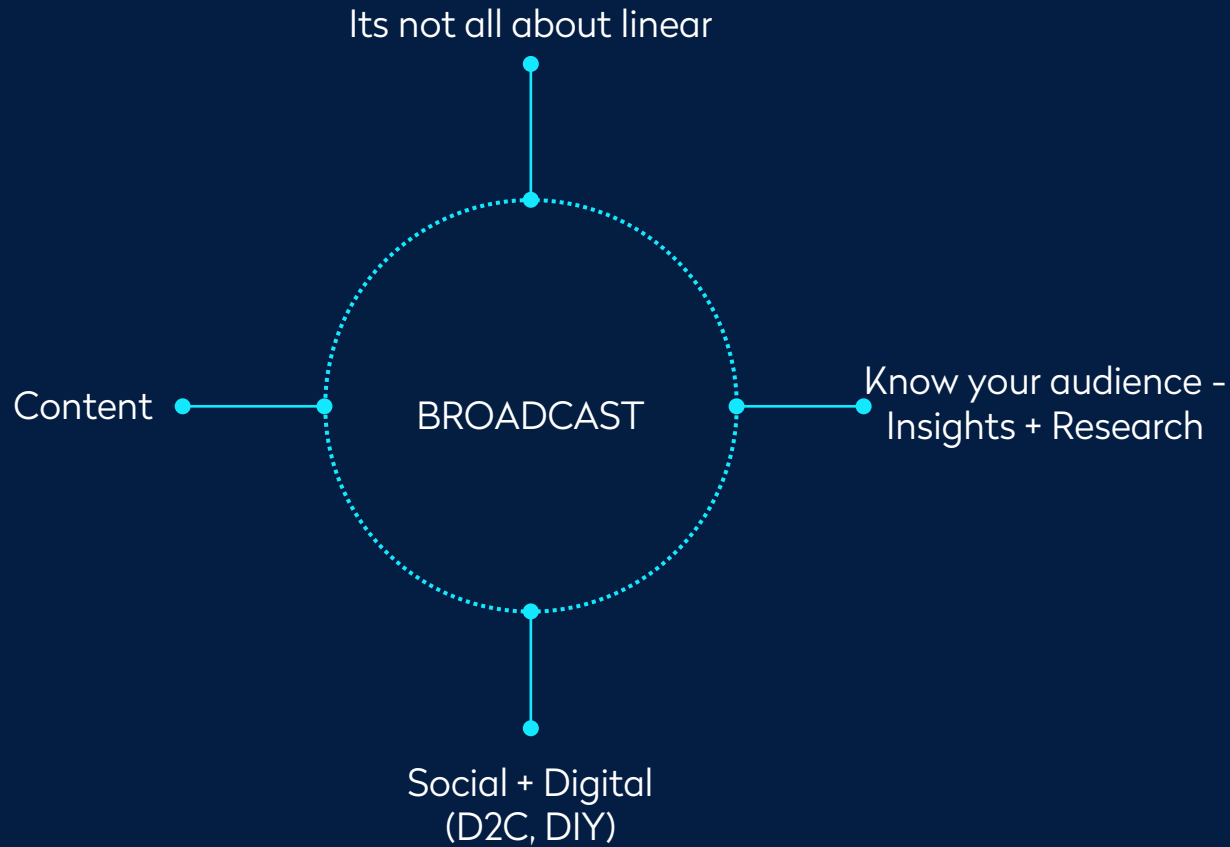 Its not all about linear
Content
BROADCAST
Know your audience -
Insights + Research
Social + Digital
(D2C, DIY)